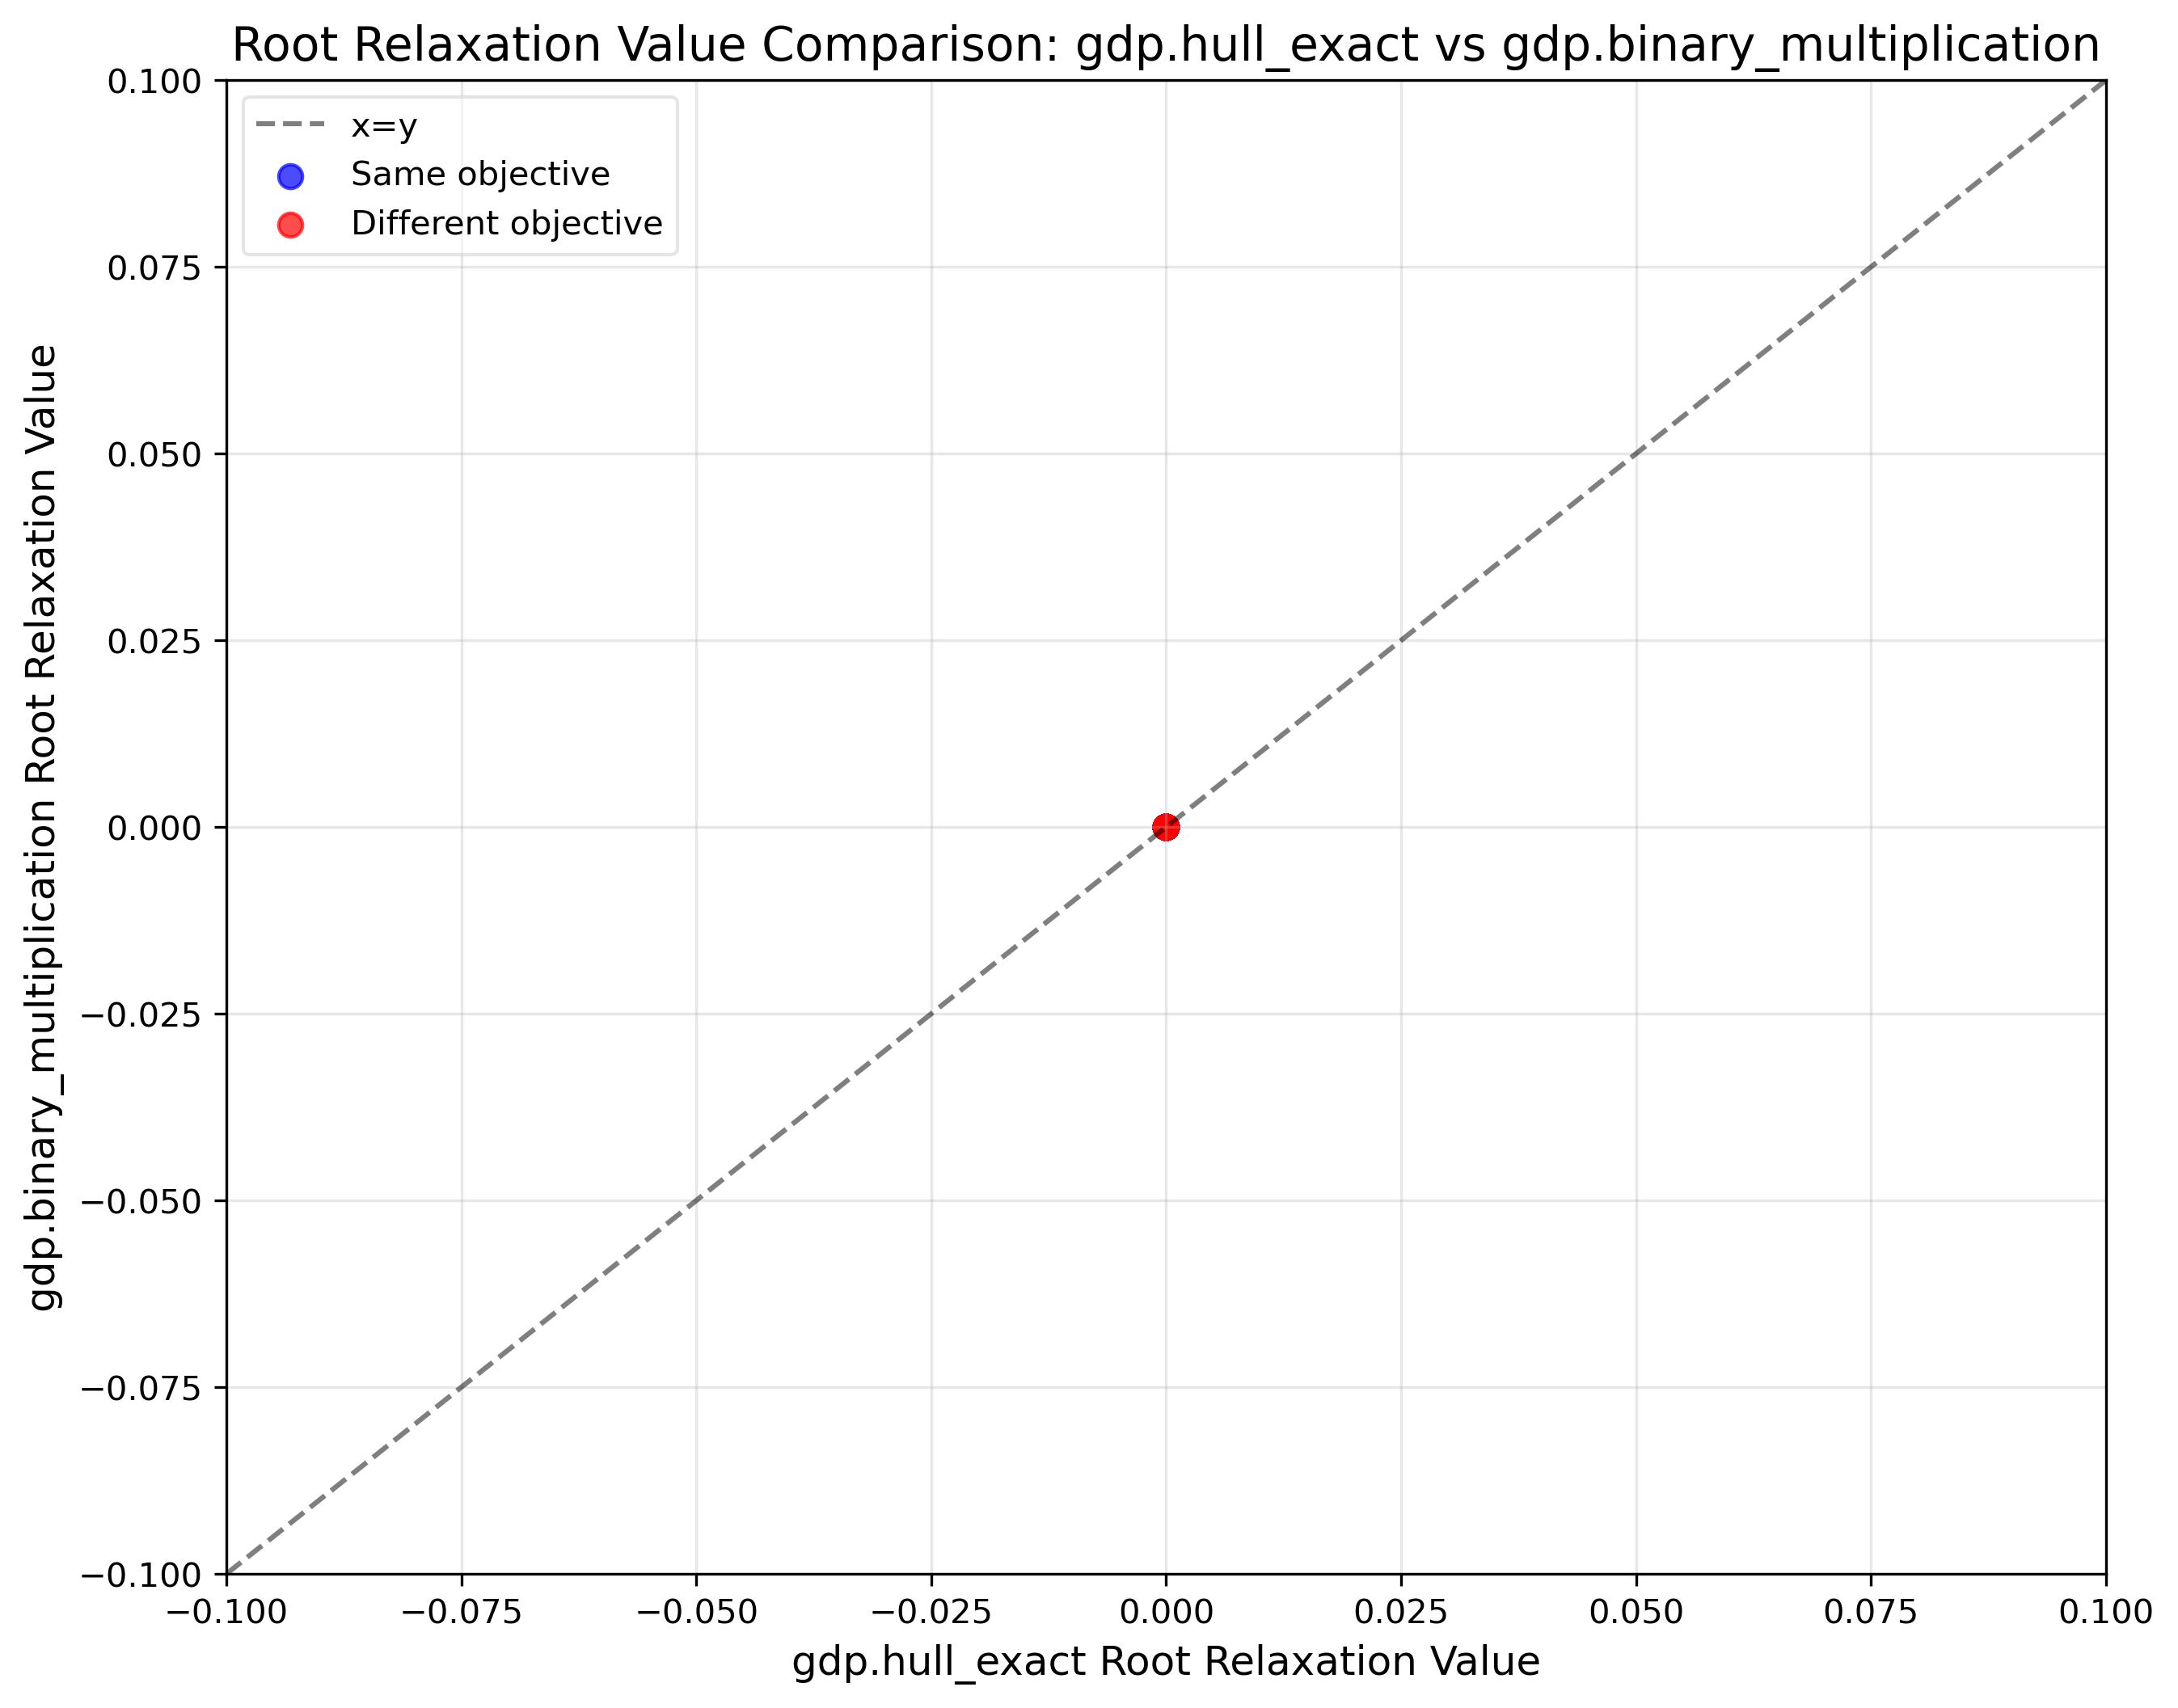 Root Relaxation Value Comparison: gdp.hull_exact vs gdp.binary_multiplication
x=y
Same objective
Different objective
gdp.binary_multiplication Root Relaxation Value
0.100
0.075
0.050
0.025
0.000
−0.025
−0.050
−0.075
−0.100
−0.100 −0.075 −0.050 −0.025 0.000 0.025 0.050 0.075 0.100
gdp.hull_exact Root Relaxation Value